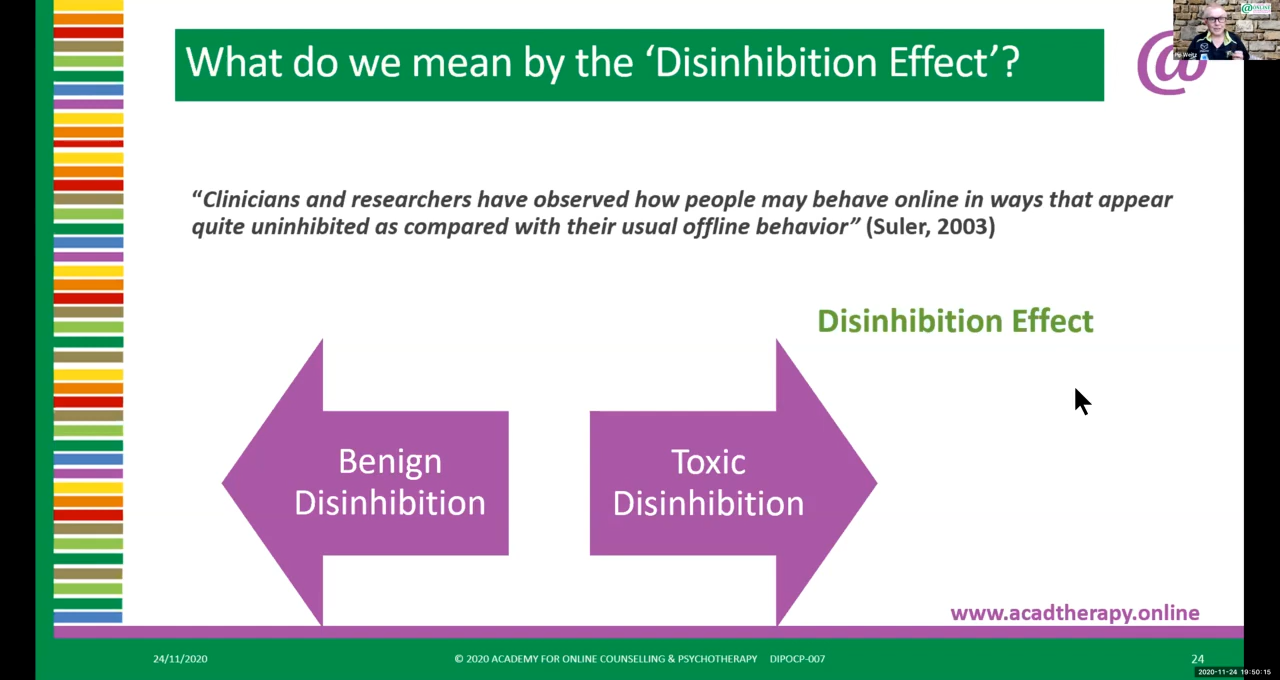 What do we mean by the ‘Disinhibition Effect’?
@ONLINE
@
“Clinicians and researchers have observed how people may behave online in ways that appear
quite uninhibited as compared with their usual offline behavior” (Suler, 2003)
Disinhibition Effect
Benign
Disinhibition
Toxic
Disinhibition
www.acadtherapy.online
24/11/2020
© 2020 ACADEMY FOR ONLINE COUNSELLING & PSYCHOTHERAPY DIPOCP-007
24
2020-11-24 19:50:15